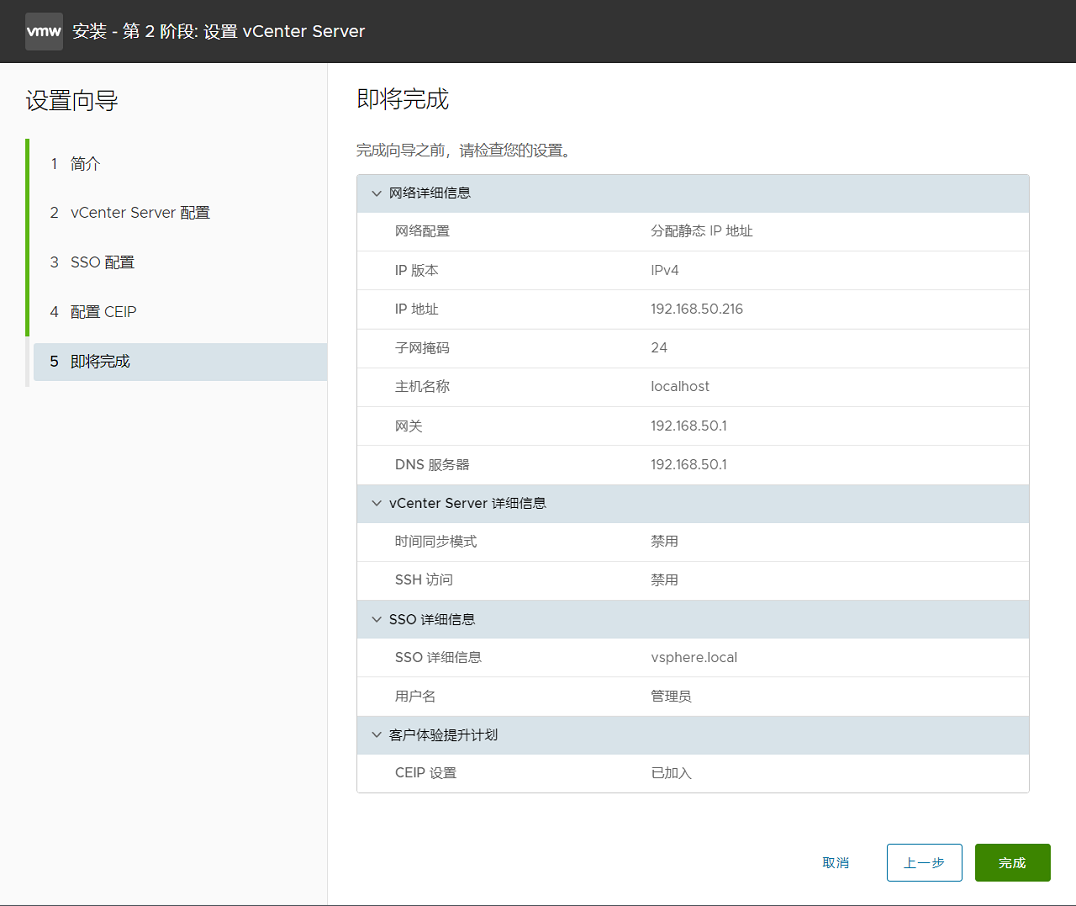 vmw 安装 - 第 2 阶段: 设置 vCenter Server
设置向导
1 简介
2 vCenter Server 配置
3 SSO 配置
4 配置 CEIP
5 即将完成
即将完成
完成向导之前，请检查您的设置。
网络详细信息
网络配置 分配静态 IP 地址
IP 版本 IPv4
IP 地址 192.168.50.216
子网掩码 24
主机名称 localhost
网关 192.168.50.1
DNS 服务器 192.168.50.1
vCenter Server 详细信息
时间同步模式 禁用
SSH 访问 禁用
SSO 详细信息
SSO 详细信息 vsphere.local
用户名 管理员
客户体验提升计划
CEIP 设置 已加入
取消 上一步 完成